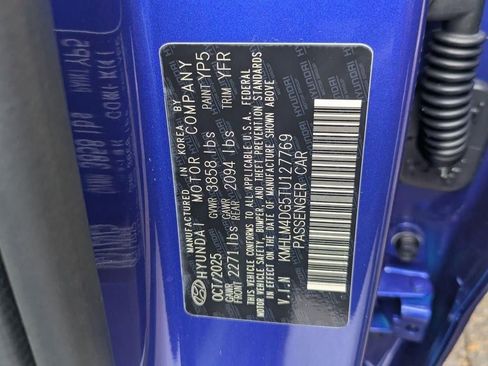 MANUFACTURED IN KOREA BY
HYUNDAI MOTOR COMPANY
OCT/2025 GVWR 3858 lbs PAINT YP5
GAWR FRONT 2271 lbs GAWR REAR 2094 lbs TRIM YFR
THIS VEHICLE CONFORMS TO ALL APPLICABLE U.S.A. FEDERAL
MOTOR VEHICLE SAFETY, BUMPER, AND THEFT PREVENTION STANDARDS
IN EFFECT ON THE DATE OF MANUFACTURE SHOWN ABOVE
V.I.N KMHLM4DG5TU127769
PASSENGER CAR